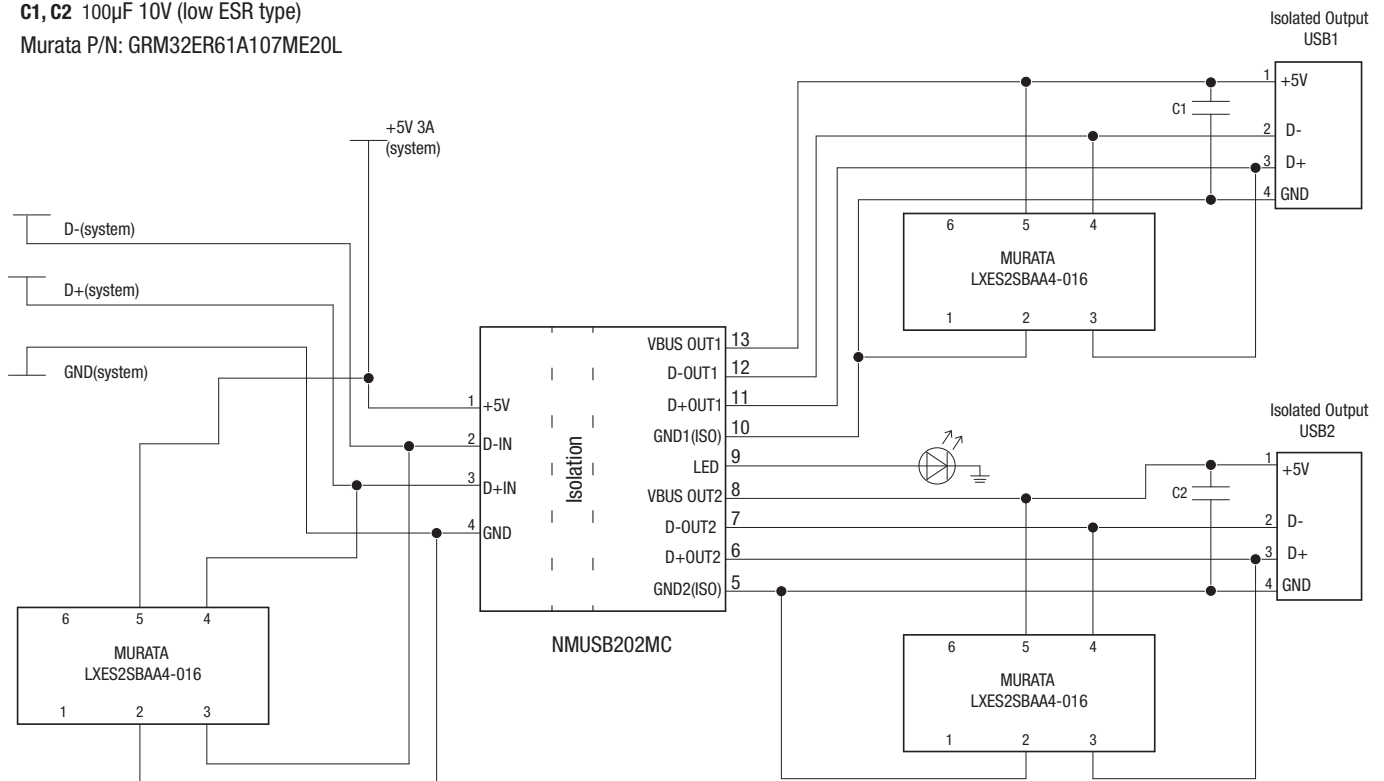 C1, C2 100µF 10V (low ESR type)
Murata P/N: GRM32ER61A107ME20L
+5V 3A
(system)
D-(system)
D+(system)
GND(system)
1 +5V
2 D-IN
3 D+IN
4 GND
Isolation
VBUS OUT1 13
D-OUT1 12
D+OUT1 11
GND1(ISO) 10
LED 9
VBUS OUT2 8
D-OUT2 7
D+OUT2 6
GND2(ISO) 5
NMUSB202MC
6 5 4
MURATA
LXES2SBAA4-016
1 2 3
Isolated Output
USB1
1 +5V
C1
2 D-
3 D+
4 GND
6 5 4
MURATA
LXES2SBAA4-016
1 2 3
Isolated Output
USB2
1 +5V
C2
2 D-
3 D+
4 GND
6 5 4
MURATA
LXES2SBAA4-016
1 2 3